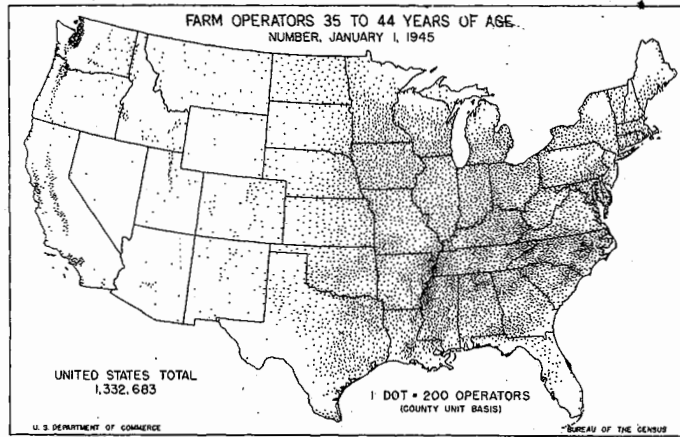 FARM OPERATORS 35 TO 44 YEARS OF AGE
NUMBER, JANUARY 1, 1945
UNITED STATES TOTAL
1,332,683
1 DOT = 200 OPERATORS
(COUNTY UNIT BASIS)
U. S. DEPARTMENT OF COMMERCE
BUREAU OF THE CENSUS